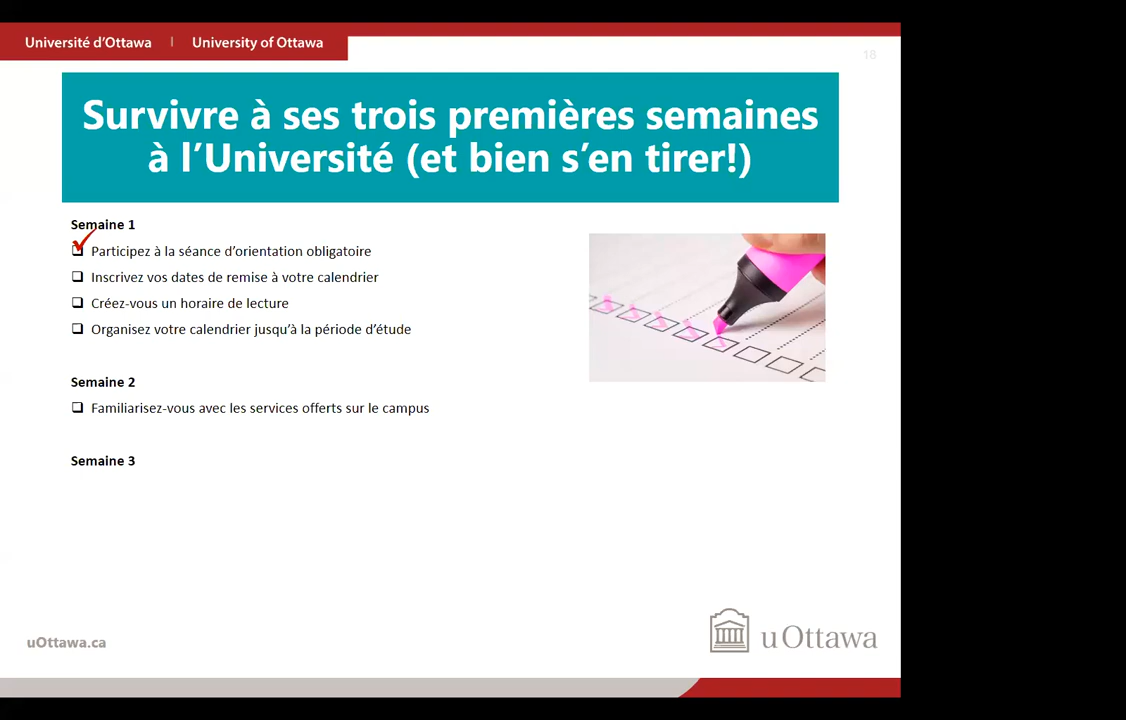 Université d'Ottawa | University of Ottawa
18
Survivre à ses trois premières semaines
à l'Université (et bien s'en tirer!)
Semaine 1
Participez à la séance d'orientation obligatoire
Inscrivez vos dates de remise à votre calendrier
Créez-vous un horaire de lecture
Organisez votre calendrier jusqu'à la période d'étude
Semaine 2
Familiarisez-vous avec les services offerts sur le campus
Semaine 3
uOttawa.ca
uOttawa